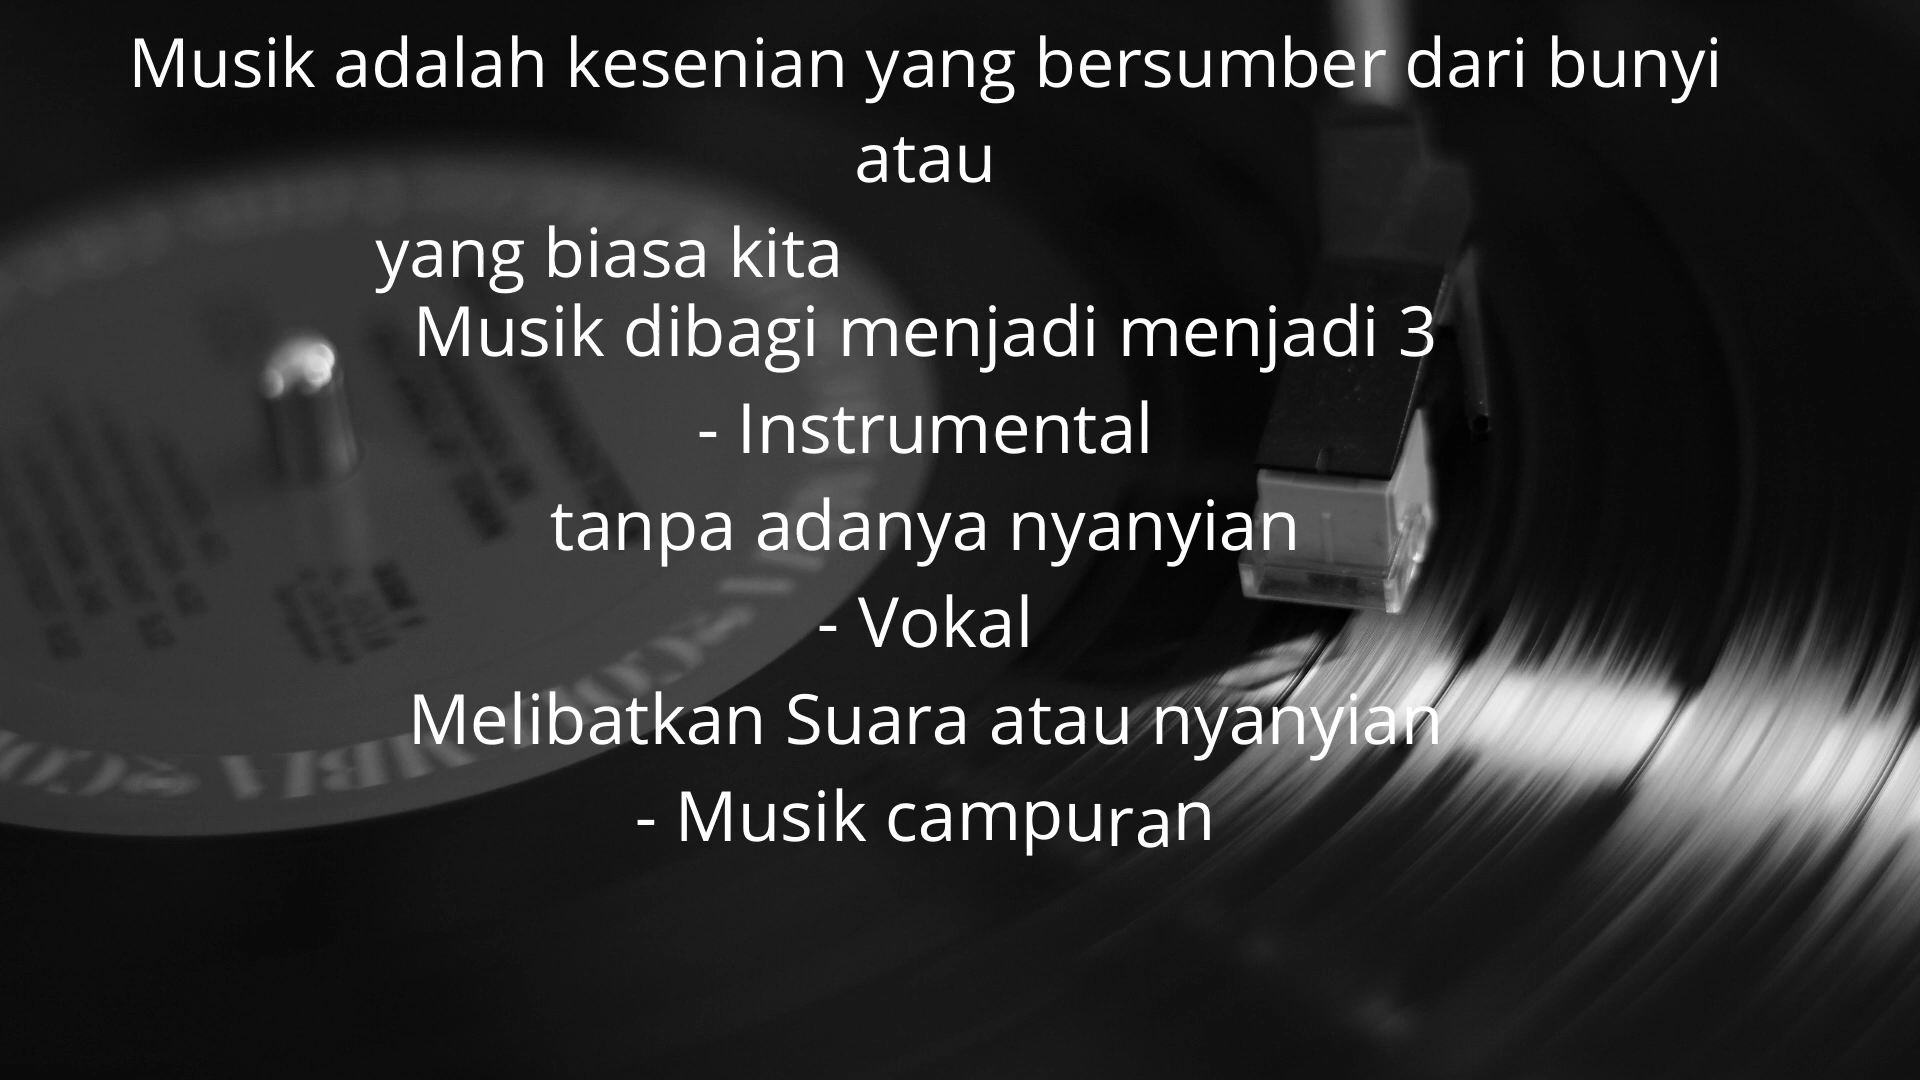 Musik adalah kesenian yang bersumber dari bunyi
atau
yang biasa kita
Musik dibagi menjadi menjadi 3
- Instrumental
tanpa adanya nyanyian
- Vokal
Melibatkan Suara atau nyanyian
- Musik campuran